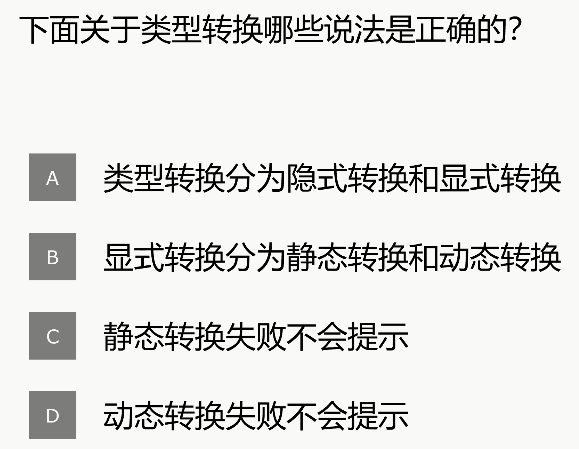 下面关于类型转换哪些说法是正确的?
A 类型转换分为隐式转换和显式转换
B 显式转换分为静态转换和动态转换
C 静态转换失败不会提示
D 动态转换失败不会提示